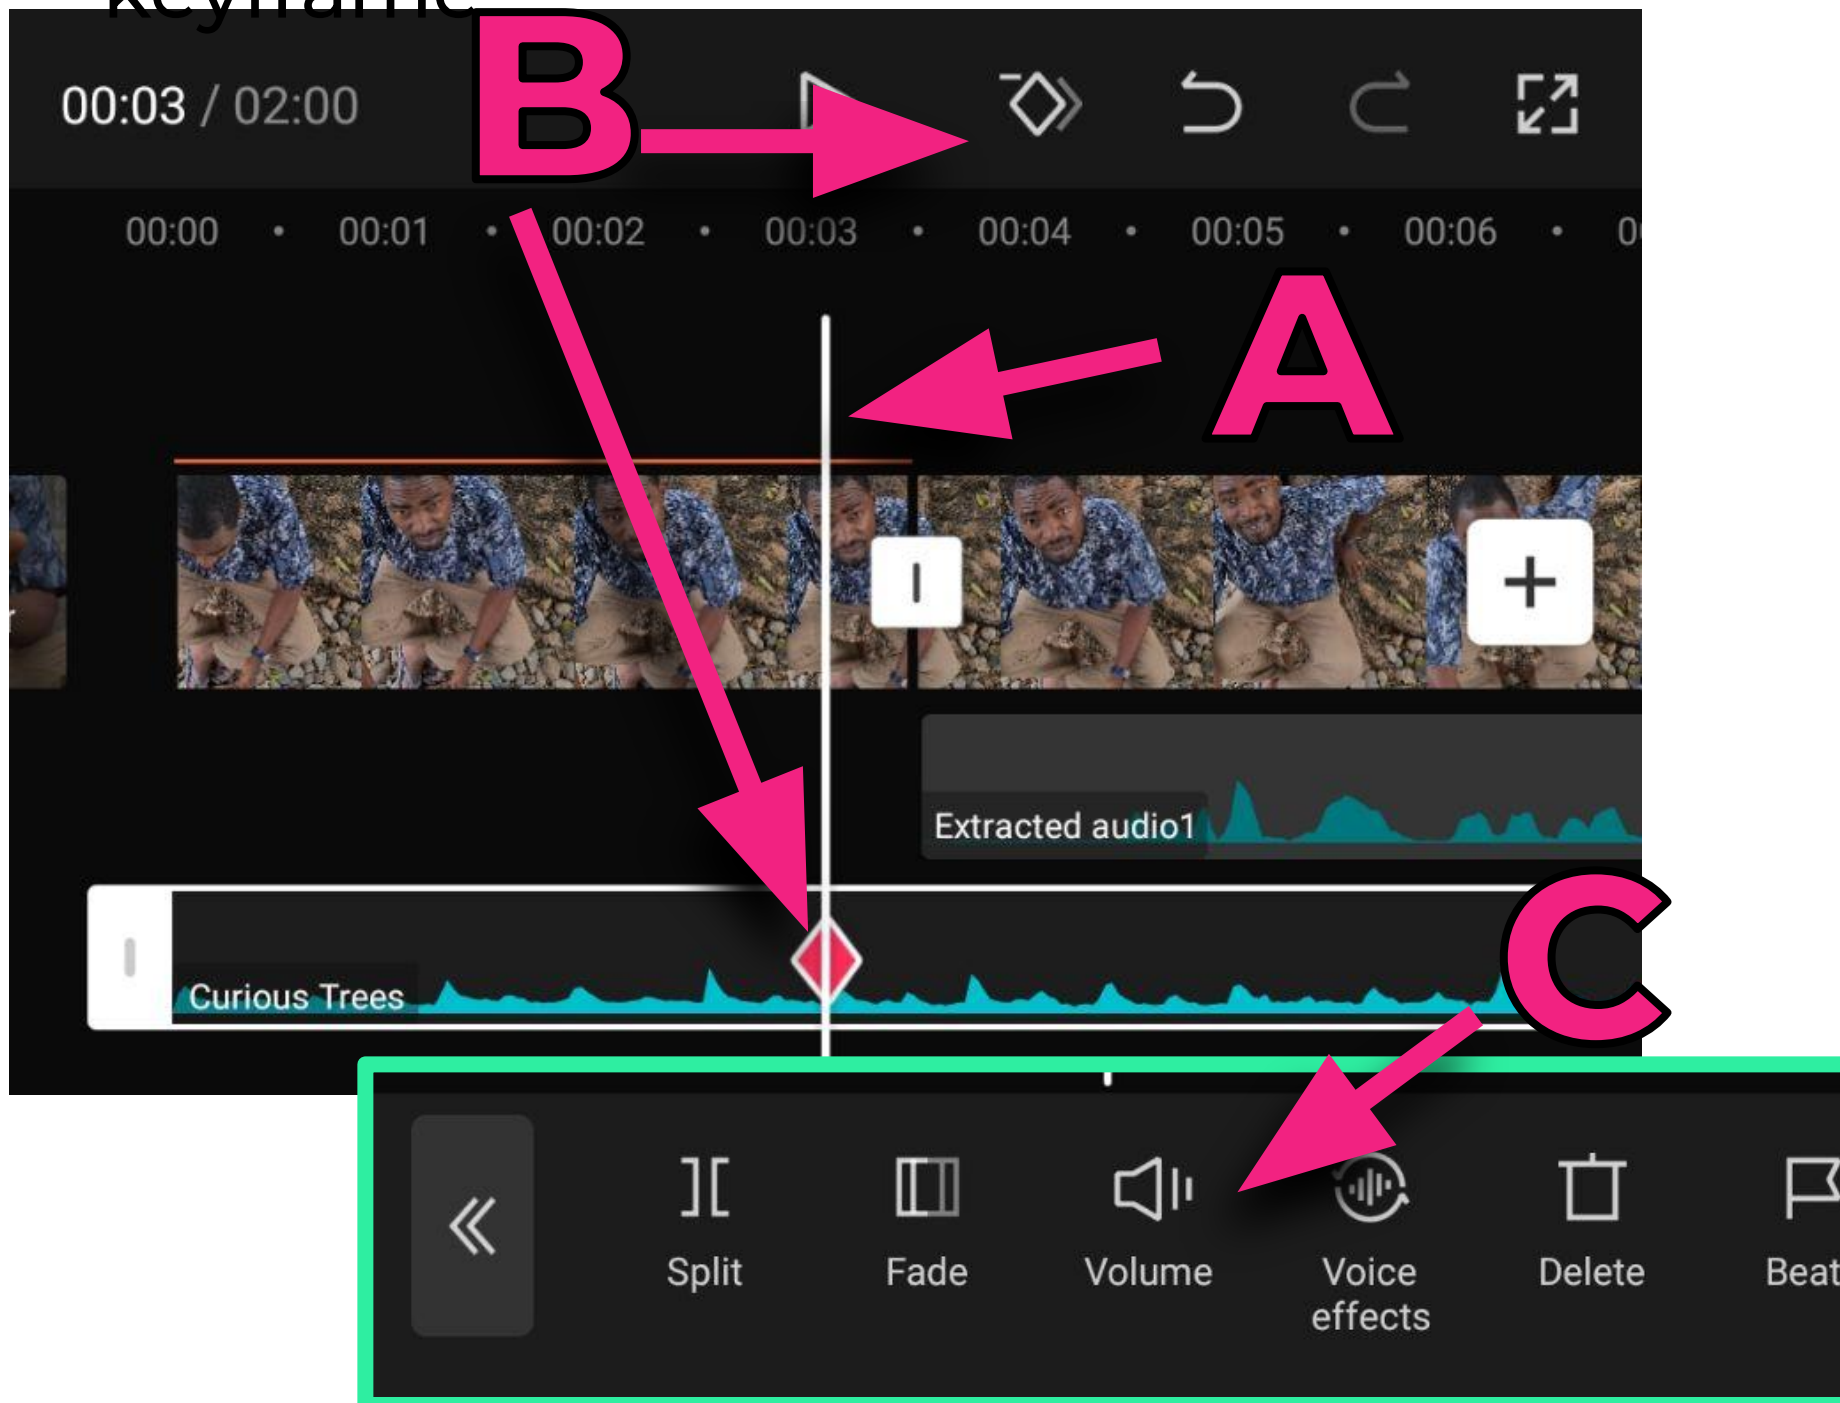 keyframe
B
00:03 / 02:00
00:00 • 00:01 • 00:02 • 00:03 • 00:04 • 00:05 • 00:06 •
A
Extracted audio1
C
Curious Trees
Split
Fade
Volume
Voice
effects
Delete
Beat